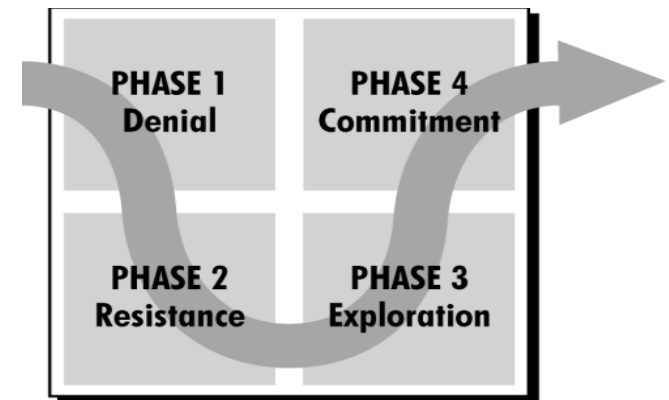 PHASE 1
Denial
PHASE 2
Resistance
PHASE 3
Exploration
PHASE 4
Commitment